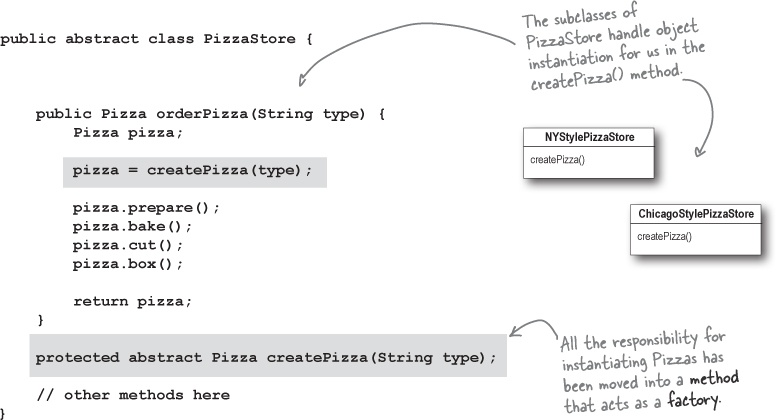 public abstract class PizzaStore {
The subclasses of
PizzaStore handle object
instantiation for us in the
createPizza() method.
public Pizza orderPizza(String type) {
Pizza pizza;
pizza = createPizza(type);
pizza.prepare();
pizza.bake();
pizza.cut();
pizza.box();
return pizza;
}
NYStylePizzaStore
createPizza()
ChicagoStylePizzaStore
createPizza()
protected abstract Pizza createPizza(String type);
All the responsibility for
instantiating Pizzas has
been moved into a method
that acts as a factory.
// other methods here
}